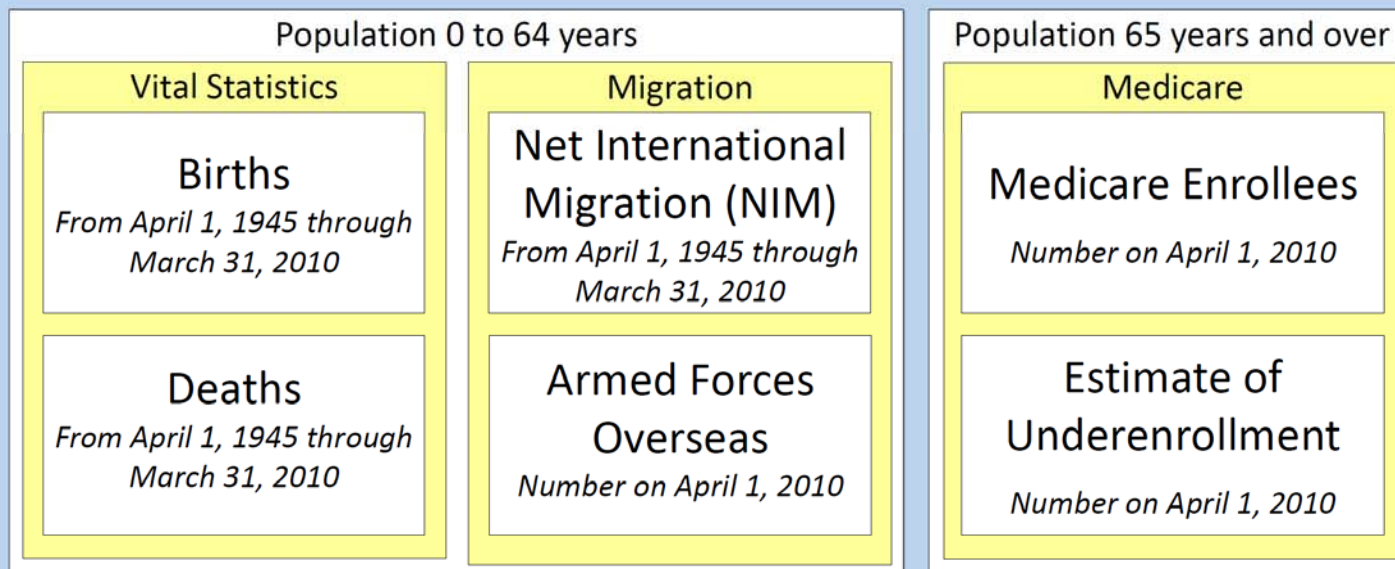 Population 0 to 64 years
Vital Statistics
Births
From April 1, 1945 through
March 31, 2010
Deaths
From April 1, 1945 through
March 31, 2010
Migration
Net International
Migration (NIM)
From April 1, 1945 through
March 31, 2010
Armed Forces
Overseas
Number on April 1, 2010
Population 65 years and over
Medicare
Medicare Enrollees
Number on April 1, 2010
Estimate of
Underenrollment
Number on April 1, 2010